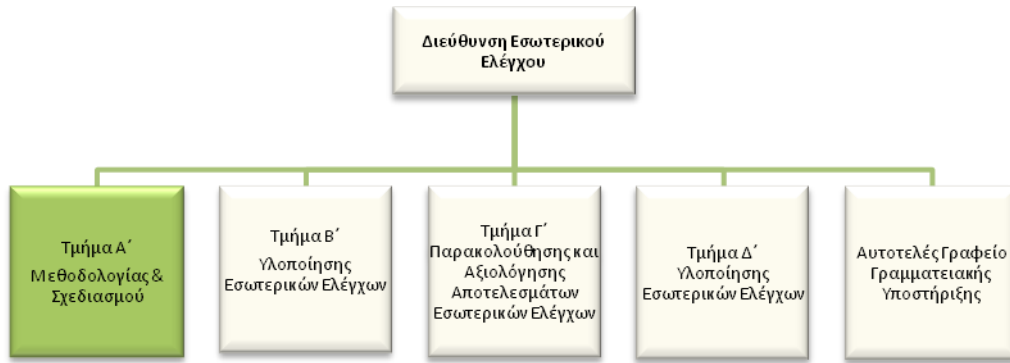 Διεύθυνση Εσωτερικού
Ελέγχου
Τμήμα Α΄
Μεθοδολογίας &
Σχεδιασμού
Τμήμα Β΄
Υλοποίησης
Εσωτερικών Ελέγχων
Τμήμα Γ΄
Παρακολούθησης και
Αξιολόγησης
Αποτελεσμάτων
Εσωτερικών Ελέγχων
Τμήμα Δ΄
Υλοποίησης
Εσωτερικών Ελέγχων
Αυτοτελές Γραφείο
Γραμματειακής
Υποστήριξης